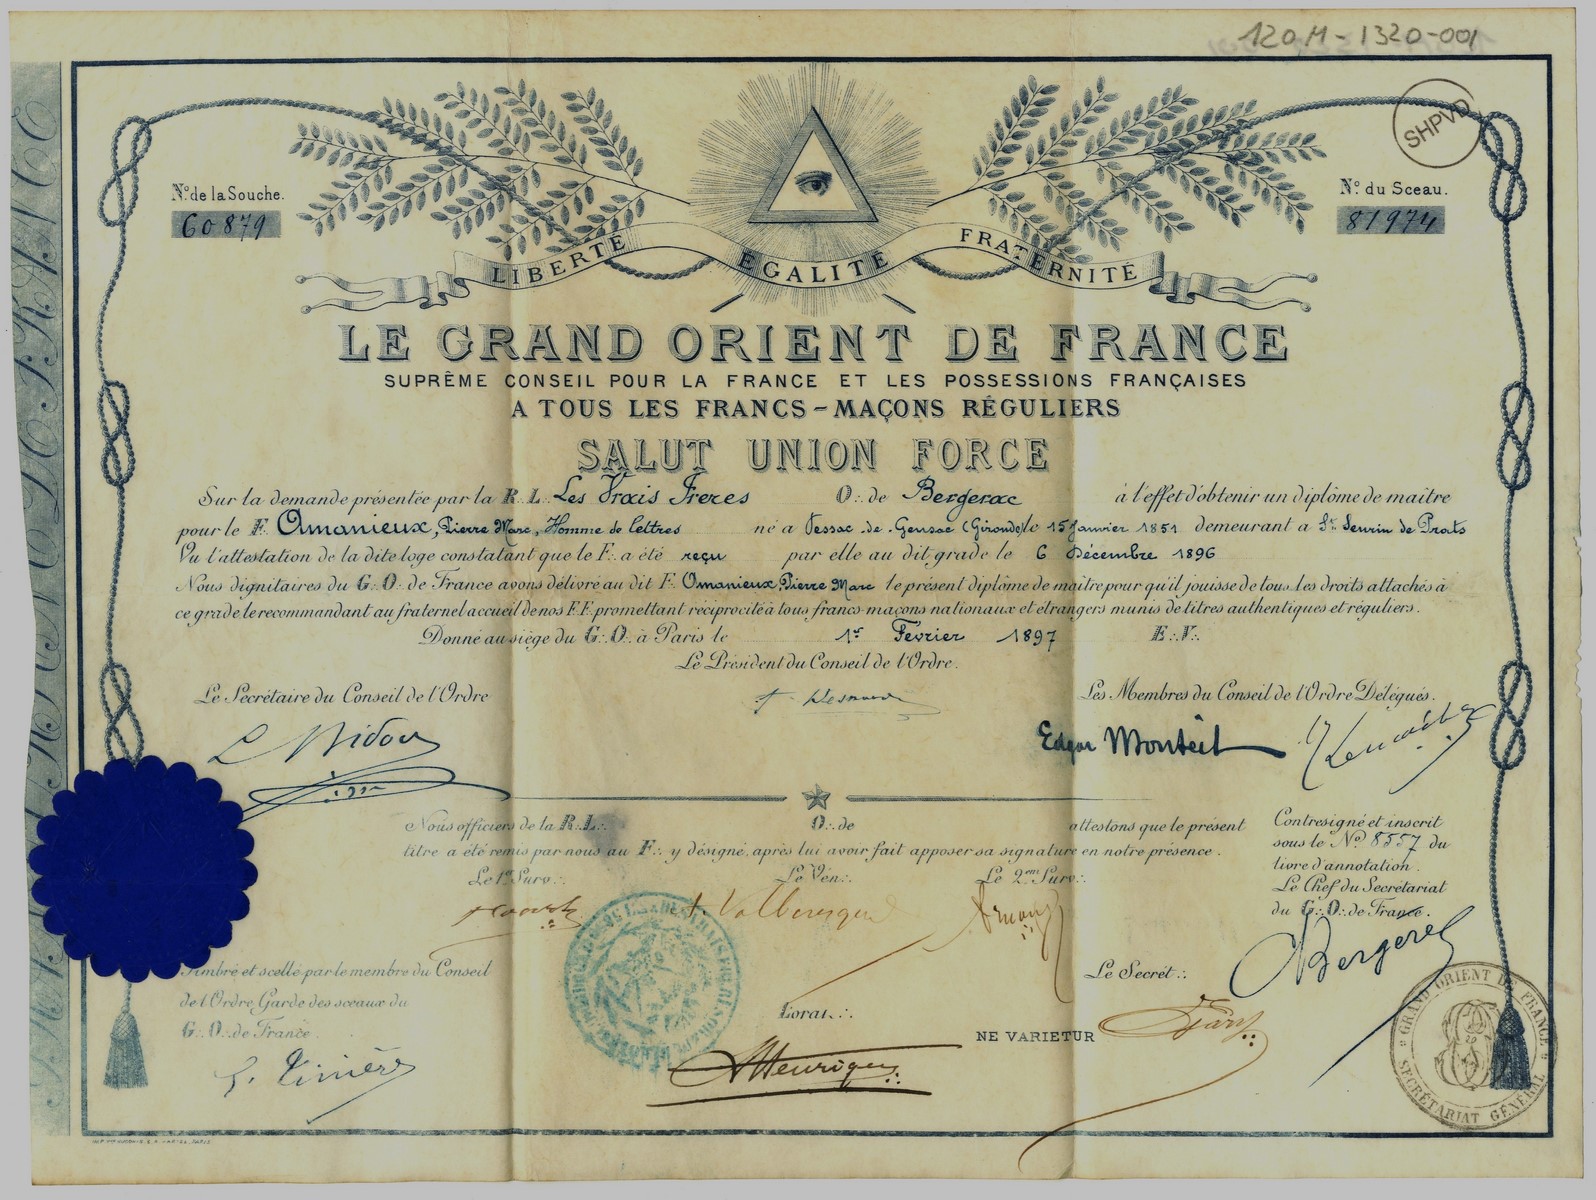 120M-1320-001
SHPVD
N.º de la Souche.
60879
N.º du Sceau.
81974
LIBERTÉ ÉGALITÉ FRATERNITÉ
LE GRAND ORIENT DE FRANCE
SUPRÊME CONSEIL POUR LA FRANCE ET LES POSSESSIONS FRANÇAISES
A TOUS LES FRANCS-MAÇONS RÉGULIERS
SALUT UNION FORCE
Sur la demande présentée par la R∴L∴ Les Vrais Freres O∴ de Bergerac à l'effet d'obtenir un diplôme de maître
pour le F∴ Amanieux, Pierre Marc, Homme de lettres né a Pessac-de-Gensac (Gironde) le 15 Janvier 1851 demeurant a St. Seurin de Prats
Vu l'attestation de la dite loge constatant que le F∴ a été reçu par elle au dit grade le 6 Décembre 1896
Nous dignitaires du G∴O∴ de France avons délivré au dit F∴ Amanieux, Pierre Marc le présent diplôme de maître pour qu'il jouisse de tous les droits attachés à
ce grade le recommandant au fraternel accueil de nos F.F. promettant réciprocité à tous francs-maçons nationaux et étrangers munis de titres authentiques et réguliers.
Donné au siège du G∴O∴ à Paris le 1er Février 1897 E∴V∴
Le Président du Conseil de l'Ordre.
Le Secrétaire du Conseil de l'Ordre
Les Membres du Conseil de l'Ordre Délégués.
Edgar Monteil
Nous officiers de la R∴L∴ O∴ de attestons que le présent
titre a été remis par nous au F∴ y désigné, après lui avoir fait apposer sa signature en notre présence.
Le 1er Surv∴ Le Vén∴ Le 2em Surv∴
Contresigné et inscrit
sous le No. 8557 du
livre d'annotation.
Le Chef du Secrétariat
du G∴O∴ de France.
Bergere
Timbré et scellé par le membre du Conseil
de l'Ordre, Garde des sceaux du
G∴O∴ de France.
Le Secrét∴
L'orat∴
NE VARIETUR
GRAND ORIENT DE FRANCE
SECRÉTARIAT GÉNÉRAL